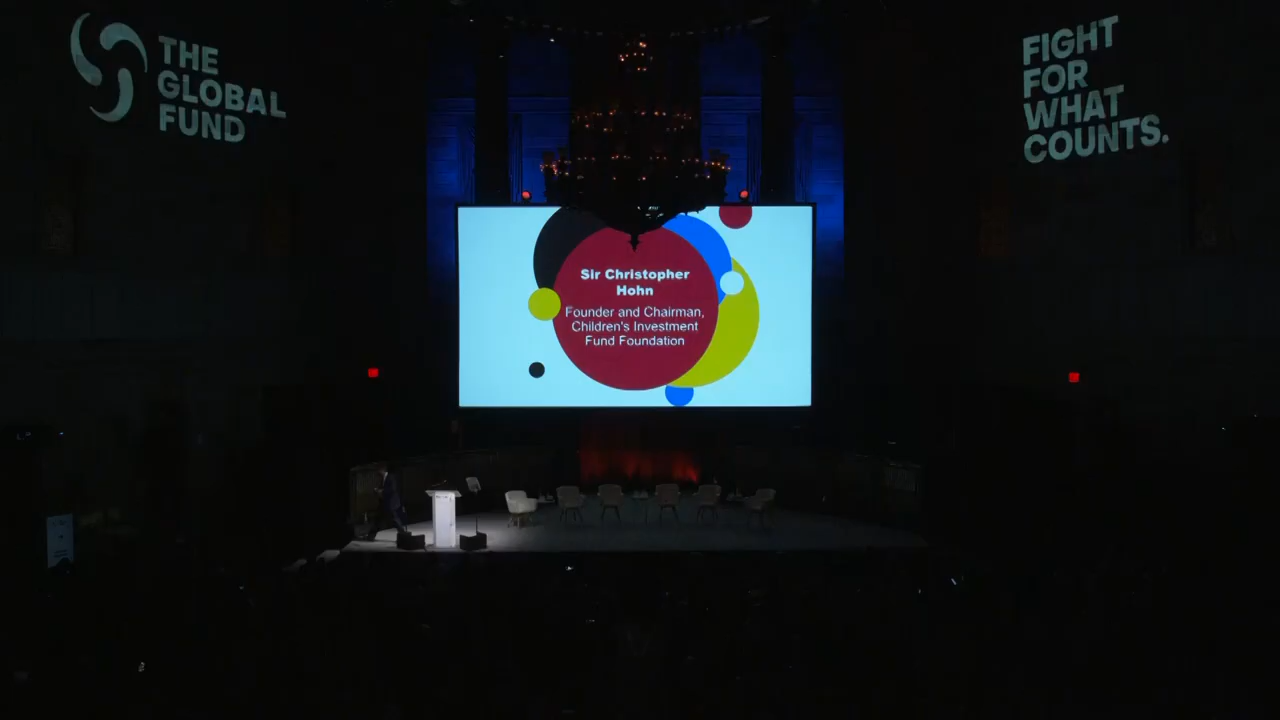 THE
GLOBAL
FUND
FIGHT
FOR
WHAT
COUNTS.
Sir Christopher
Hohn
Founder and Chairman,
Children's Investment
Fund Foundation